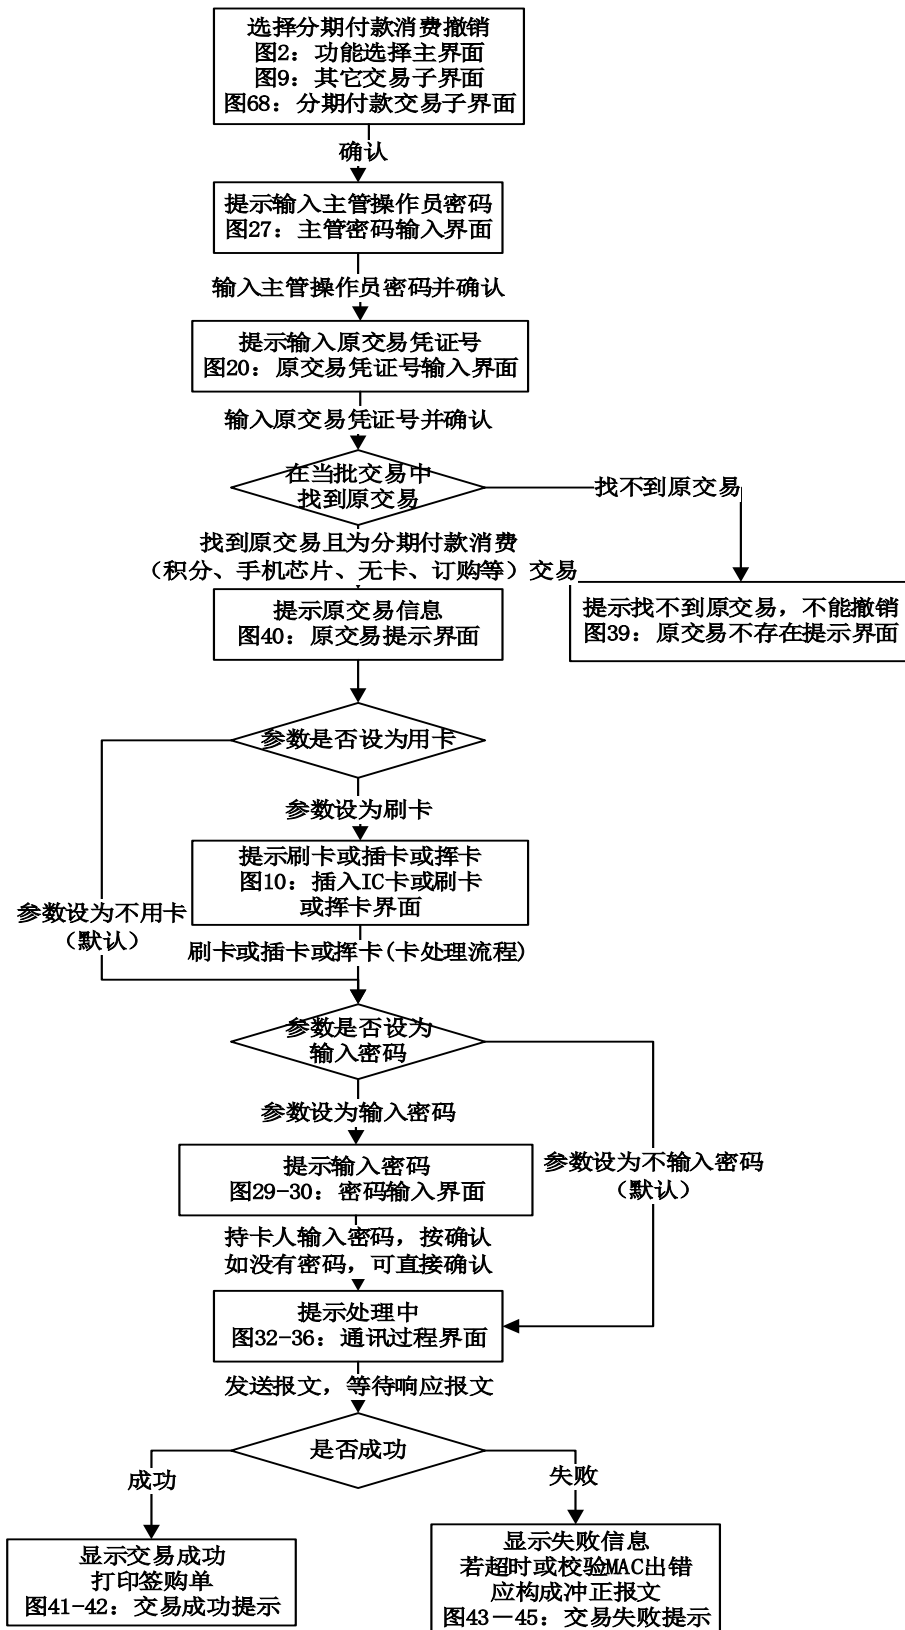 选择分期付款消费撤销
图2：功能选择主界面
图9：其它交易子界面
图68：分期付款交易子界面
确认
提示输入主管操作员密码
图27：主管密码输入界面
输入主管操作员密码并确认
提示输入原交易凭证号
图20：原交易凭证号输入界面
输入原交易凭证号并确认
在当批交易中
找到原交易
找不到原交易
找到原交易且为分期付款消费
（积分、手机芯片、无卡、订购等）交易
提示原交易信息
图40：原交易提示界面
提示找不到原交易，不能撤销
图39：原交易不存在提示界面
参数是否设为用卡
参数设为刷卡
提示刷卡或插卡或挥卡
图10：插入IC卡或刷卡
或挥卡界面
参数设为不用卡
（默认）
刷卡或插卡或挥卡(卡处理流程)
参数是否设为
输入密码
参数设为输入密码
提示输入密码
图29-30：密码输入界面
参数设为不输入密码
（默认）
持卡人输入密码，按确认
如没有密码，可直接确认
提示处理中
图32-36：通讯过程界面
发送报文，等待响应报文
是否成功
成功
失败
显示交易成功
打印签购单
图41-42：交易成功提示
显示失败信息
若超时或校验MAC出错
应构成冲正报文
图43－45：交易失败提示